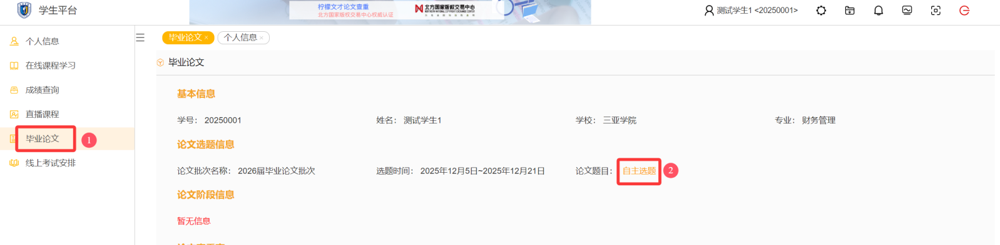 学生平台
柠檬文才论文查重
北方国家版权交易中心权威认证
北方国家版权交易中心
NORTHERN NATIONAL COPYRIGHT EXCHANGE CENTER
测试学生1 <20250001>
个人信息
在线课程学习
成绩查询
直播课程
毕业论文
1
线上考试安排
毕业论文×
个人信息×
毕业论文
基本信息
学号： 20250001
姓名： 测试学生1
学校： 三亚学院
专业： 财务管理
论文选题信息
论文批次名称： 2026届毕业论文批次
选题时间： 2025年12月5日~2025年12月21日
论文题目： 自主选题
2
论文阶段信息
暂无信息